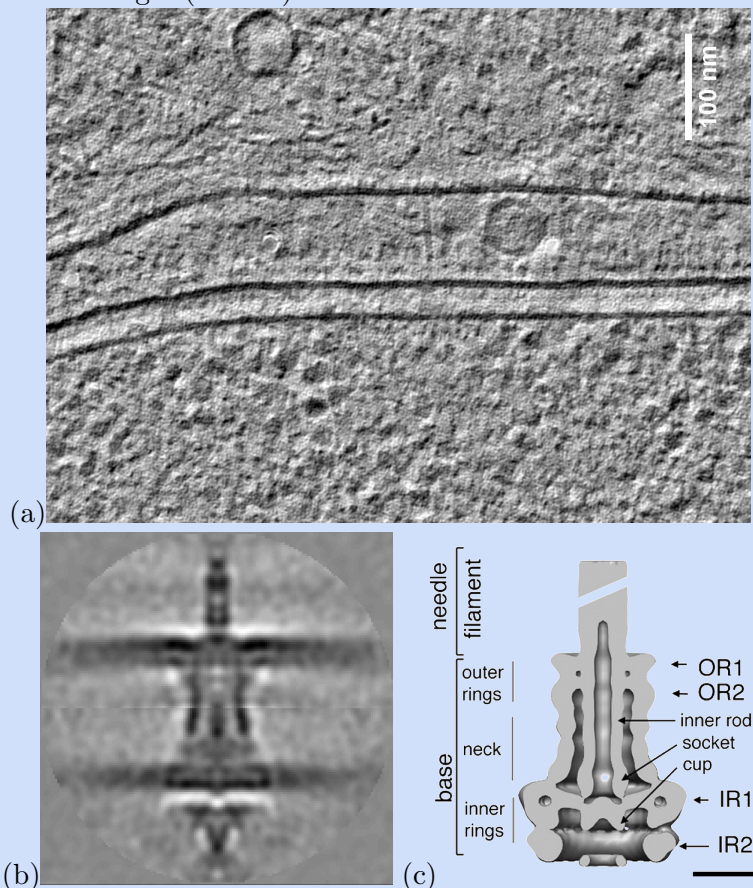 100 nm
(a)
needle
filament
base
outer
rings
neck
inner
rings
OR1
OR2
inner rod
socket
cup
IR1
IR2
(b)
(c)